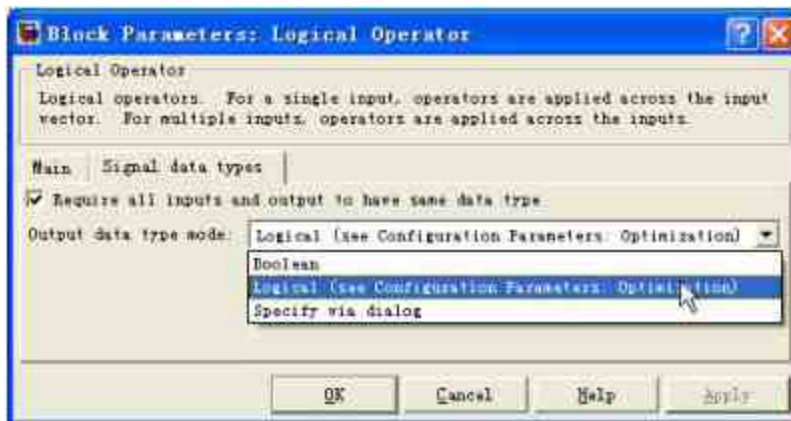 Block Parameters: Logical Operator
Logical Operator
Logical operators. For a single input, operators are applied across the input
vector. For multiple inputs, operators are applied across the inputs.
Main Signal data types
Require all inputs and output to have same data type
Output data type mode: Logical (see Configuration Parameters: Optimization)
Boolean
Logical (see Configuration Parameters: Optimization)
Specify via dialog
OK Cancel Help Apply